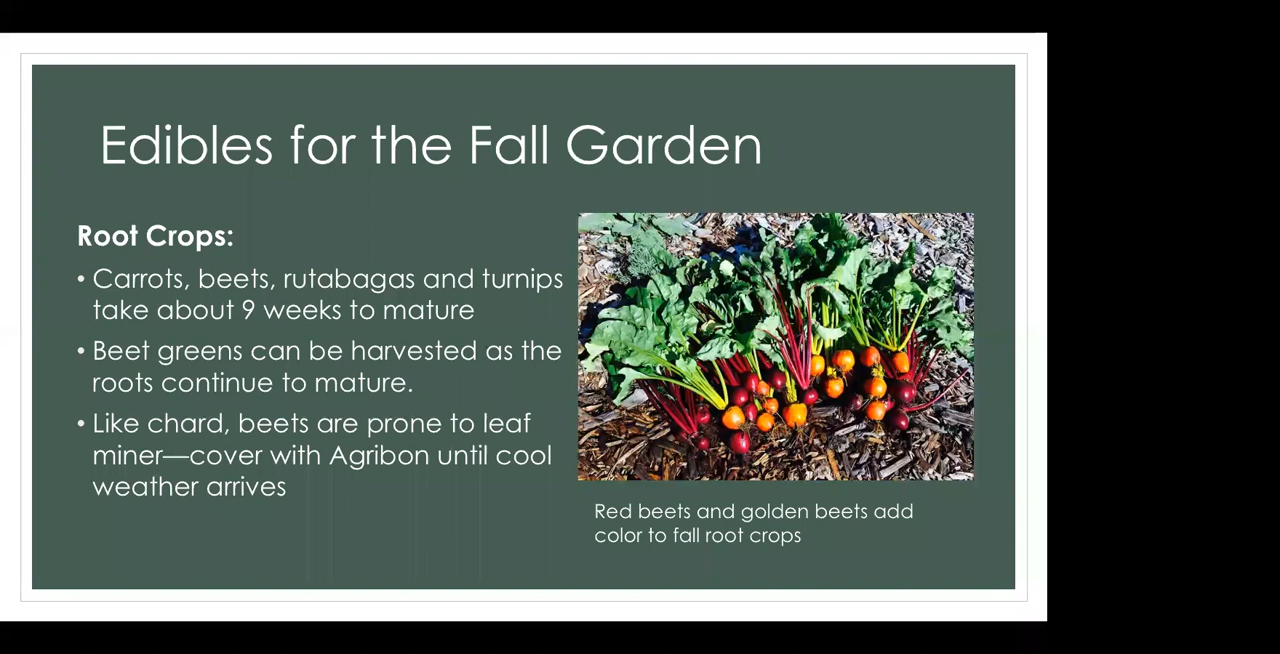 Edibles for the Fall Garden
Root Crops:
• Carrots, beets, rutabagas and turnips
take about 9 weeks to mature
• Beet greens can be harvested as the
roots continue to mature.
• Like chard, beets are prone to leaf
miner—cover with Agribon until cool
weather arrives
Red beets and golden beets add
color to fall root crops